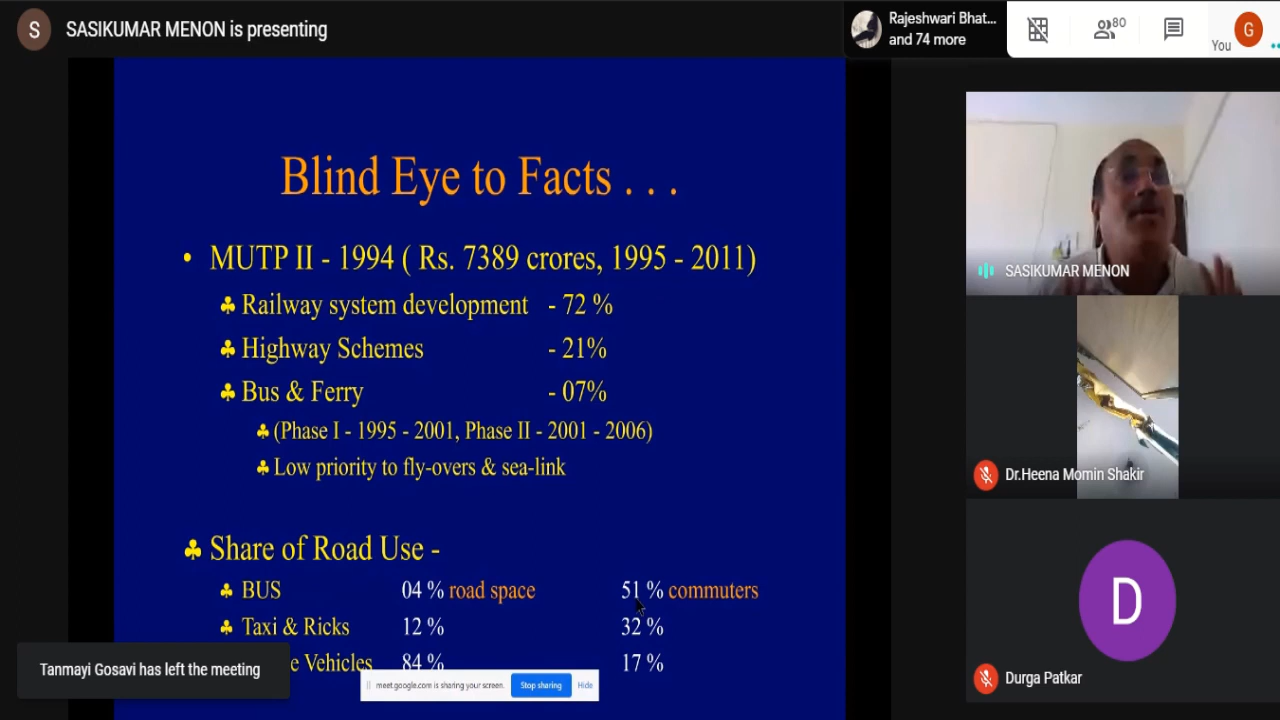 S
SASIKUMAR MENON is presenting
Rajeshwari Bhat...
and 74 more
80
You
G
Blind Eye to Facts . . .
• MUTP II - 1994 ( Rs. 7389 crores, 1995 - 2011)
♣ Railway system development - 72 %
♣ Highway Schemes - 21%
♣ Bus & Ferry - 07%
♣ (Phase I - 1995 - 2001, Phase II - 2001 - 2006)
♣ Low priority to fly-overs & sea-link
♣ Share of Road Use -
♣ BUS 04 % road space 51 % commuters
♣ Taxi & Ricks 12 % 32 %
e Vehicles 84 % 17 %
Tanmayi Gosavi has left the meeting
meet.google.com is sharing your screen. Stop sharing Hide
SASIKUMAR MENON
Dr.Heena Momin Shakir
D
Durga Patkar